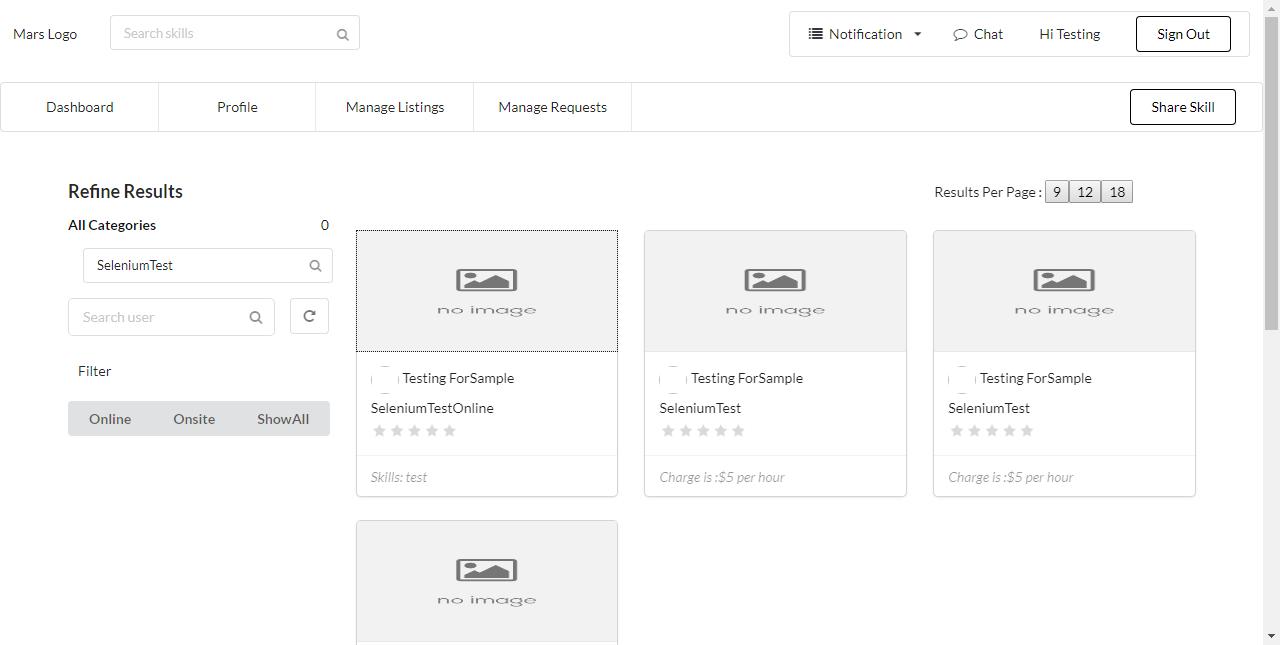 Mars Logo
Search skills
Notification
Chat
Hi Testing
Sign Out
Dashboard
Profile
Manage Listings
Manage Requests
Share Skill
Refine Results
Results Per Page : 9 12 18
All Categories 0
SeleniumTest
Search user
Filter
Online Onsite ShowAll
no image
Testing ForSample
SeleniumTestOnline
Skills: test
no image
Testing ForSample
SeleniumTest
Charge is :$5 per hour
no image
Testing ForSample
SeleniumTest
Charge is :$5 per hour
no image